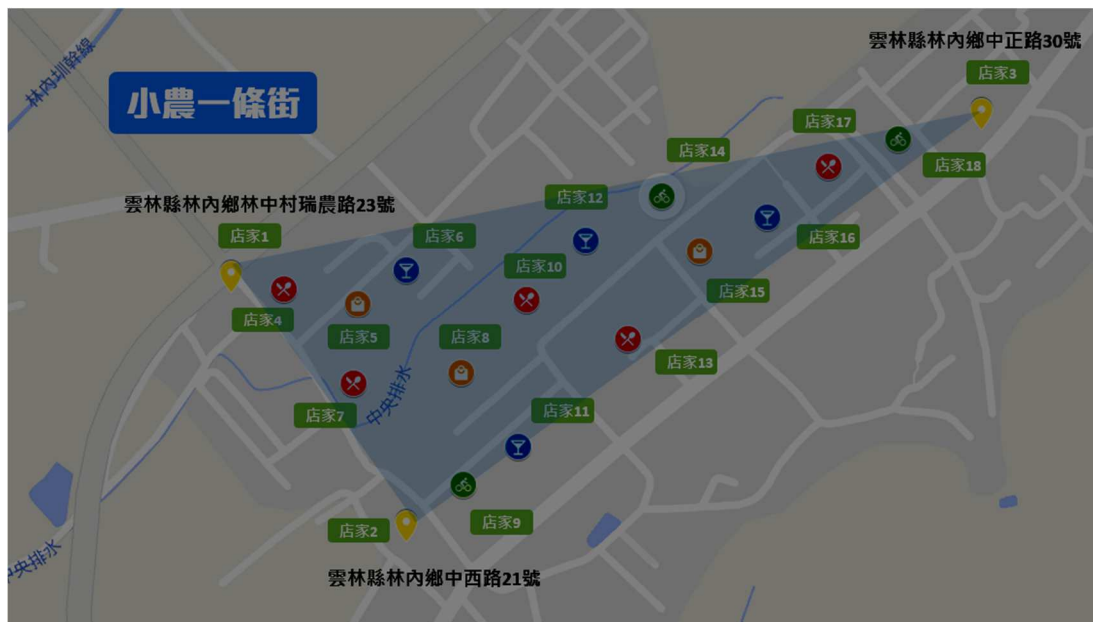 雲林縣林內鄉中正路30號
店家3
林內圳幹線
小農一條街
店家17
店家14
店家18
雲林縣林內鄉林中村瑞農路23號
店家12
店家1
店家6
店家16
店家10
店家15
店家4
店家5
店家8
店家13
中央排水
店家7
店家11
店家2
店家9
中央排水
雲林縣林內鄉中西路21號